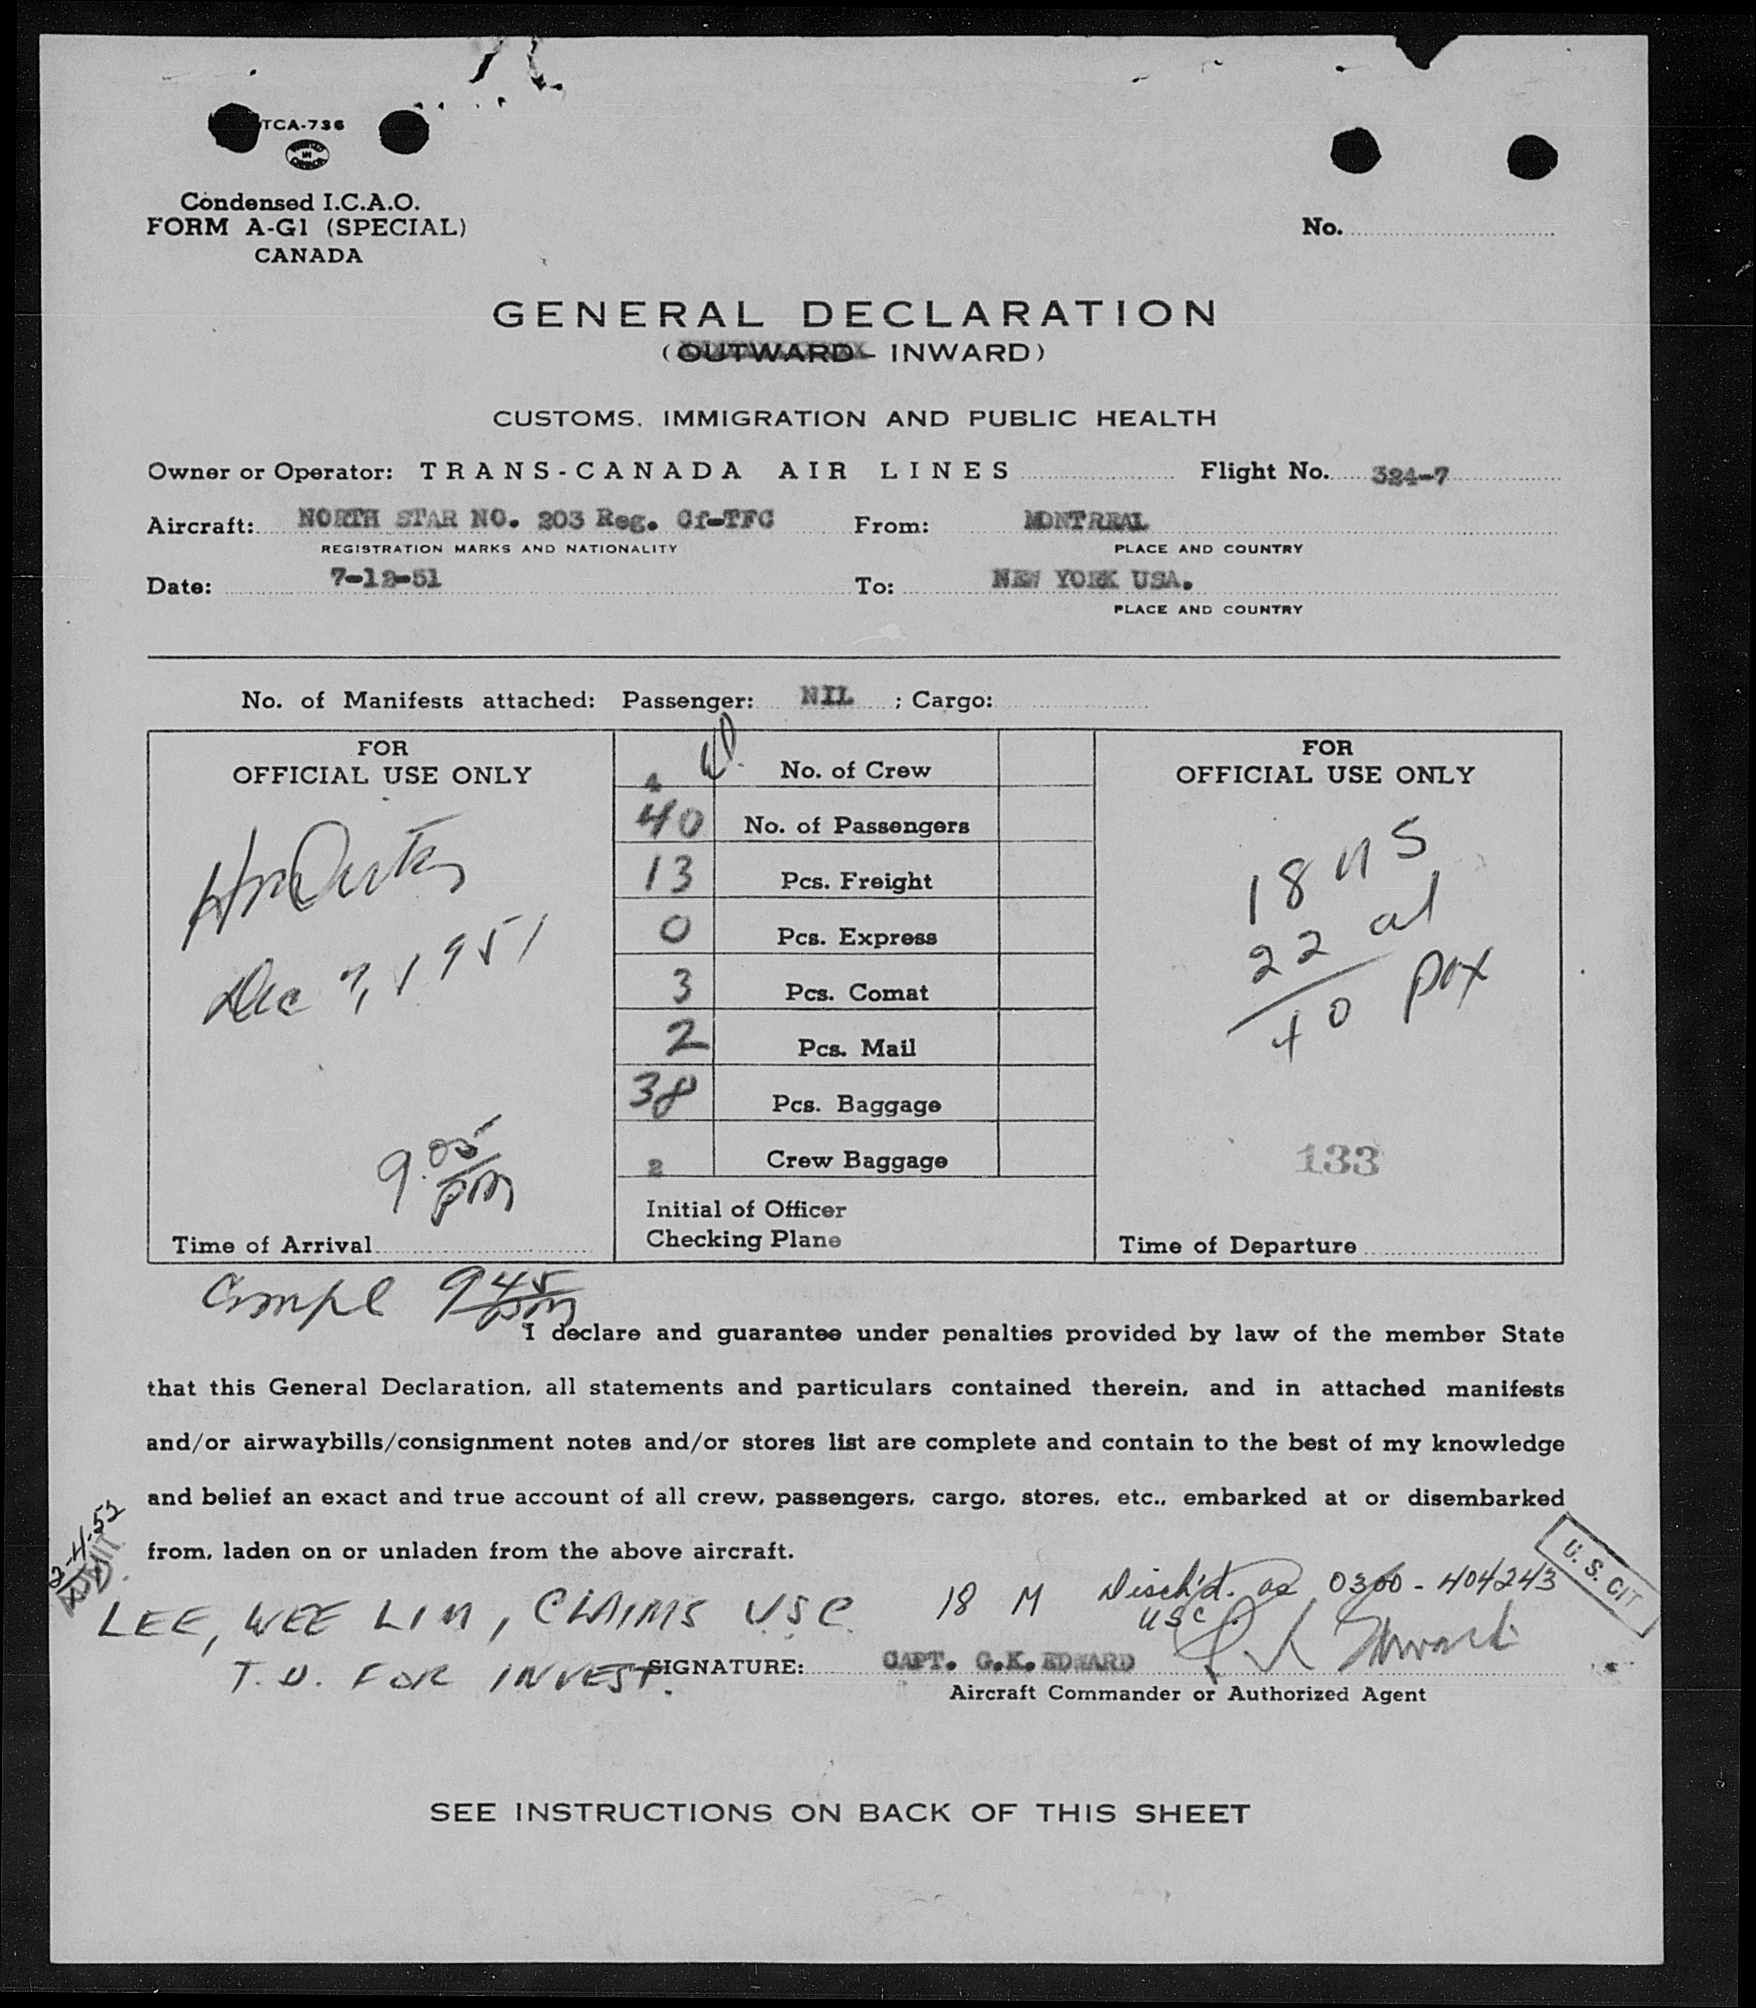 TCA-736
PRINTED IN CANADA
Condensed I.C.A.O.
FORM A-G1 (SPECIAL)
CANADA
No.
GENERAL DECLARATION
(OUTWARD - INWARD)
CUSTOMS, IMMIGRATION AND PUBLIC HEALTH
Owner or Operator: TRANS-CANADA AIR LINES Flight No. 324-7
Aircraft: NORTH STAR NO. 203 Reg. Cf-TFC From: MONTREAL
REGISTRATION MARKS AND NATIONALITY PLACE AND COUNTRY
Date: 7-12-51 To: NEW YORK USA.
PLACE AND COUNTRY
No. of Manifests attached: Passenger: NIL ; Cargo:
FOR
OFFICIAL USE ONLY
Dec 7, 1951
9.05 pm
Time of Arrival
4 No. of Crew
40 No. of Passengers
13 Pcs. Freight
0 Pcs. Express
3 Pcs. Comat
2 Pcs. Mail
38 Pcs. Baggage
2 Crew Baggage
Initial of Officer
Checking Plane
FOR
OFFICIAL USE ONLY
18 US
22 al
40 pax
133
Time of Departure
Compl 9 45 pm
I declare and guarantee under penalties provided by law of the member State
that this General Declaration, all statements and particulars contained therein, and in attached manifests
and/or airwaybills/consignment notes and/or stores list are complete and contain to the best of my knowledge
and belief an exact and true account of all crew, passengers, cargo, stores, etc., embarked at or disembarked
from, laden on or unladen from the above aircraft.
2-4-52
ADMIT.
U. S. CIT
LEE, WEE LIM, CLAIMS USC 18 M Disch'd. as 0300-404243
USC
T.D. FOR INVEST.
SIGNATURE: CAPT. G.K. EDWARD
Aircraft Commander or Authorized Agent
SEE INSTRUCTIONS ON BACK OF THIS SHEET